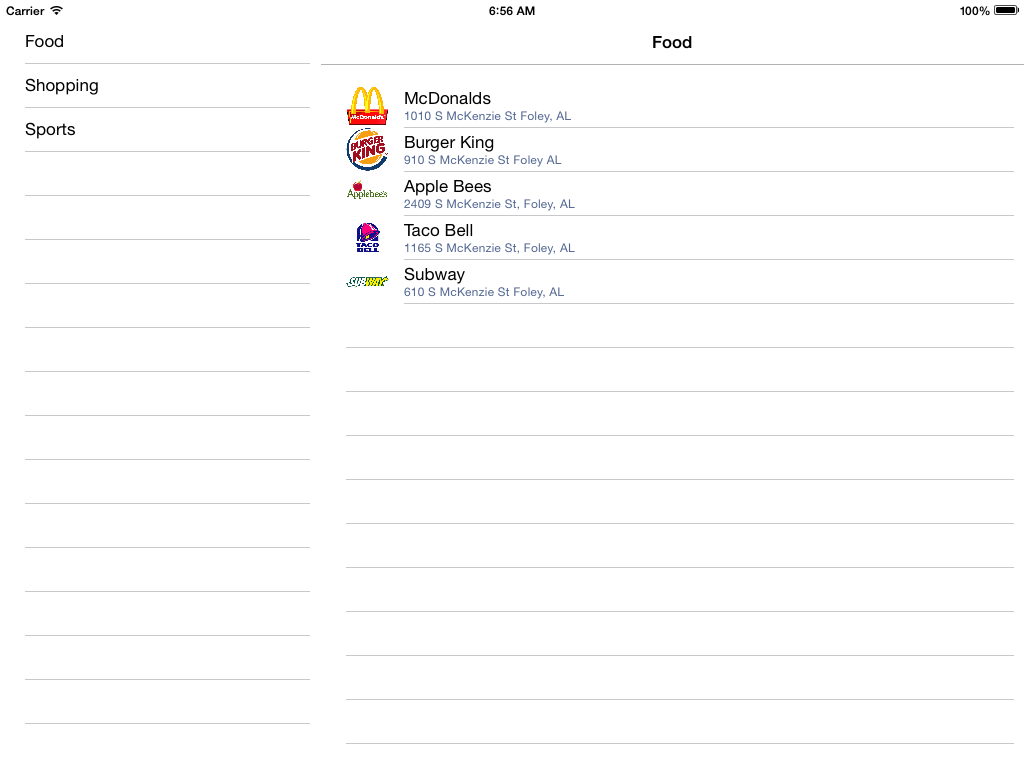 Carrier 6:56 AM 100%
Food
Shopping
Sports
Food
McDonald's
McDonalds
1010 S McKenzie St Foley, AL
BURGER
KING
Burger King
910 S McKenzie St Foley AL
Applebee's
Apple Bees
2409 S McKenzie St, Foley, AL
TACO
BELL
Taco Bell
1165 S McKenzie St, Foley, AL
SUBWAY
Subway
610 S McKenzie St Foley, AL